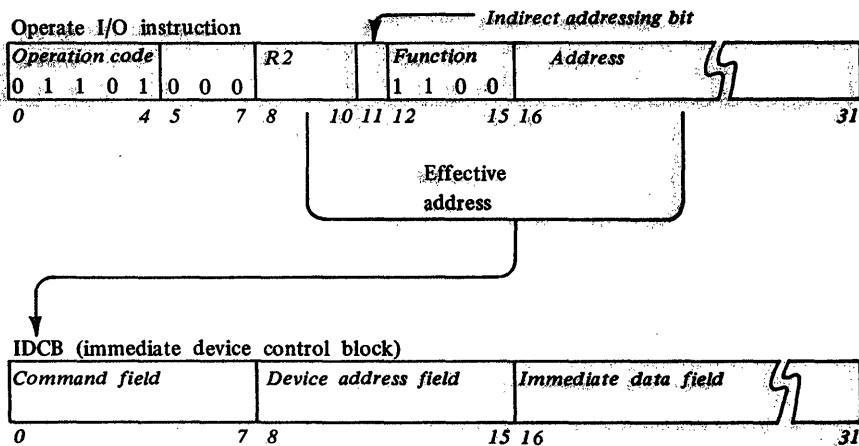 Indirect addressing bit
Operate I/O instruction
Operation code R2 Function Address
0 1 1 0 1 0 0 0 1 1 0 0
0 4 5 7 8 10 11 12 15 16 31
Effective
address
IDCB (immediate device control block)
Command field Device address field Immediate data field
0 7 8 15 16 31